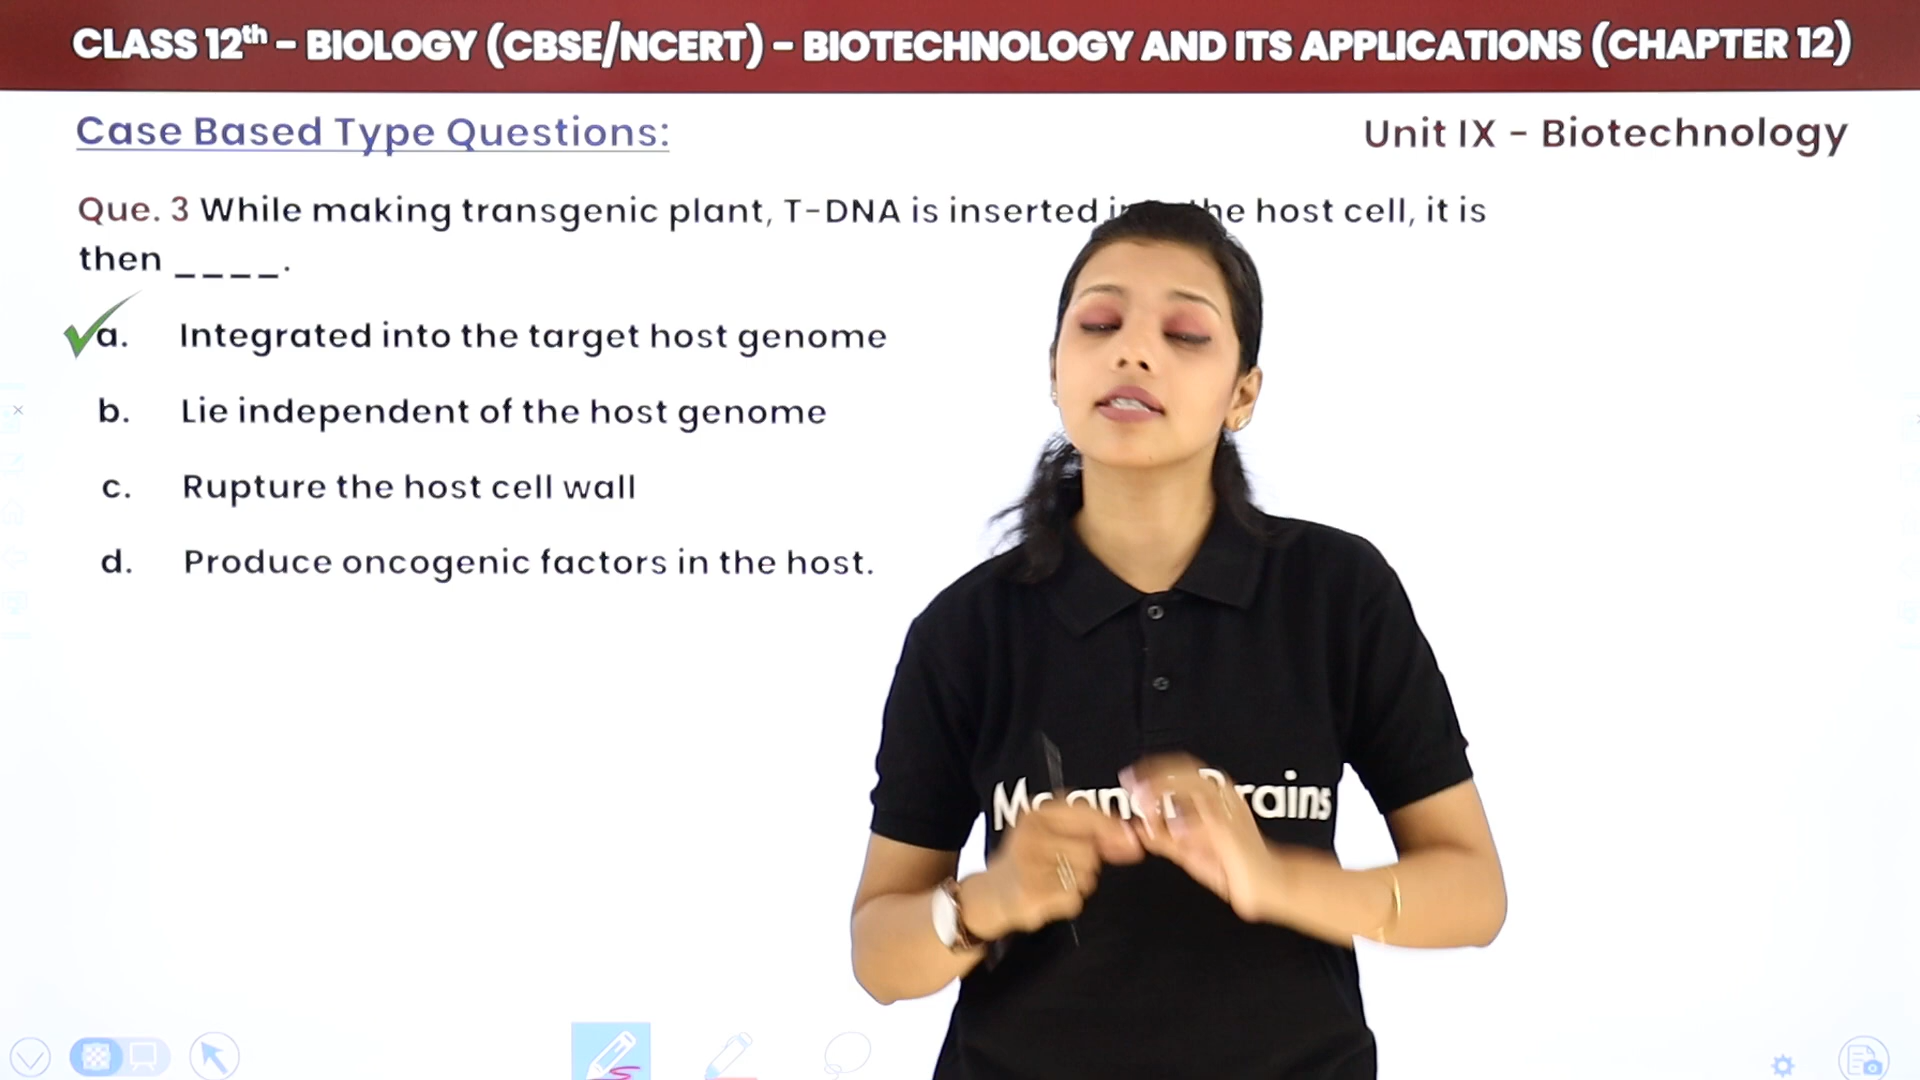 CLASS 12th - BIOLOGY (CBSE/NCERT) - BIOTECHNOLOGY AND ITS APPLICATIONS (CHAPTER 12)
Case Based Type Questions:
Unit IX - Biotechnology
Que. 3 While making transgenic plant, T-DNA is inserted the host cell, it is
then ____.
a. Integrated into the target host genome
b. Lie independent of the host genome
c. Rupture the host cell wall
d. Produce oncogenic factors in the host.